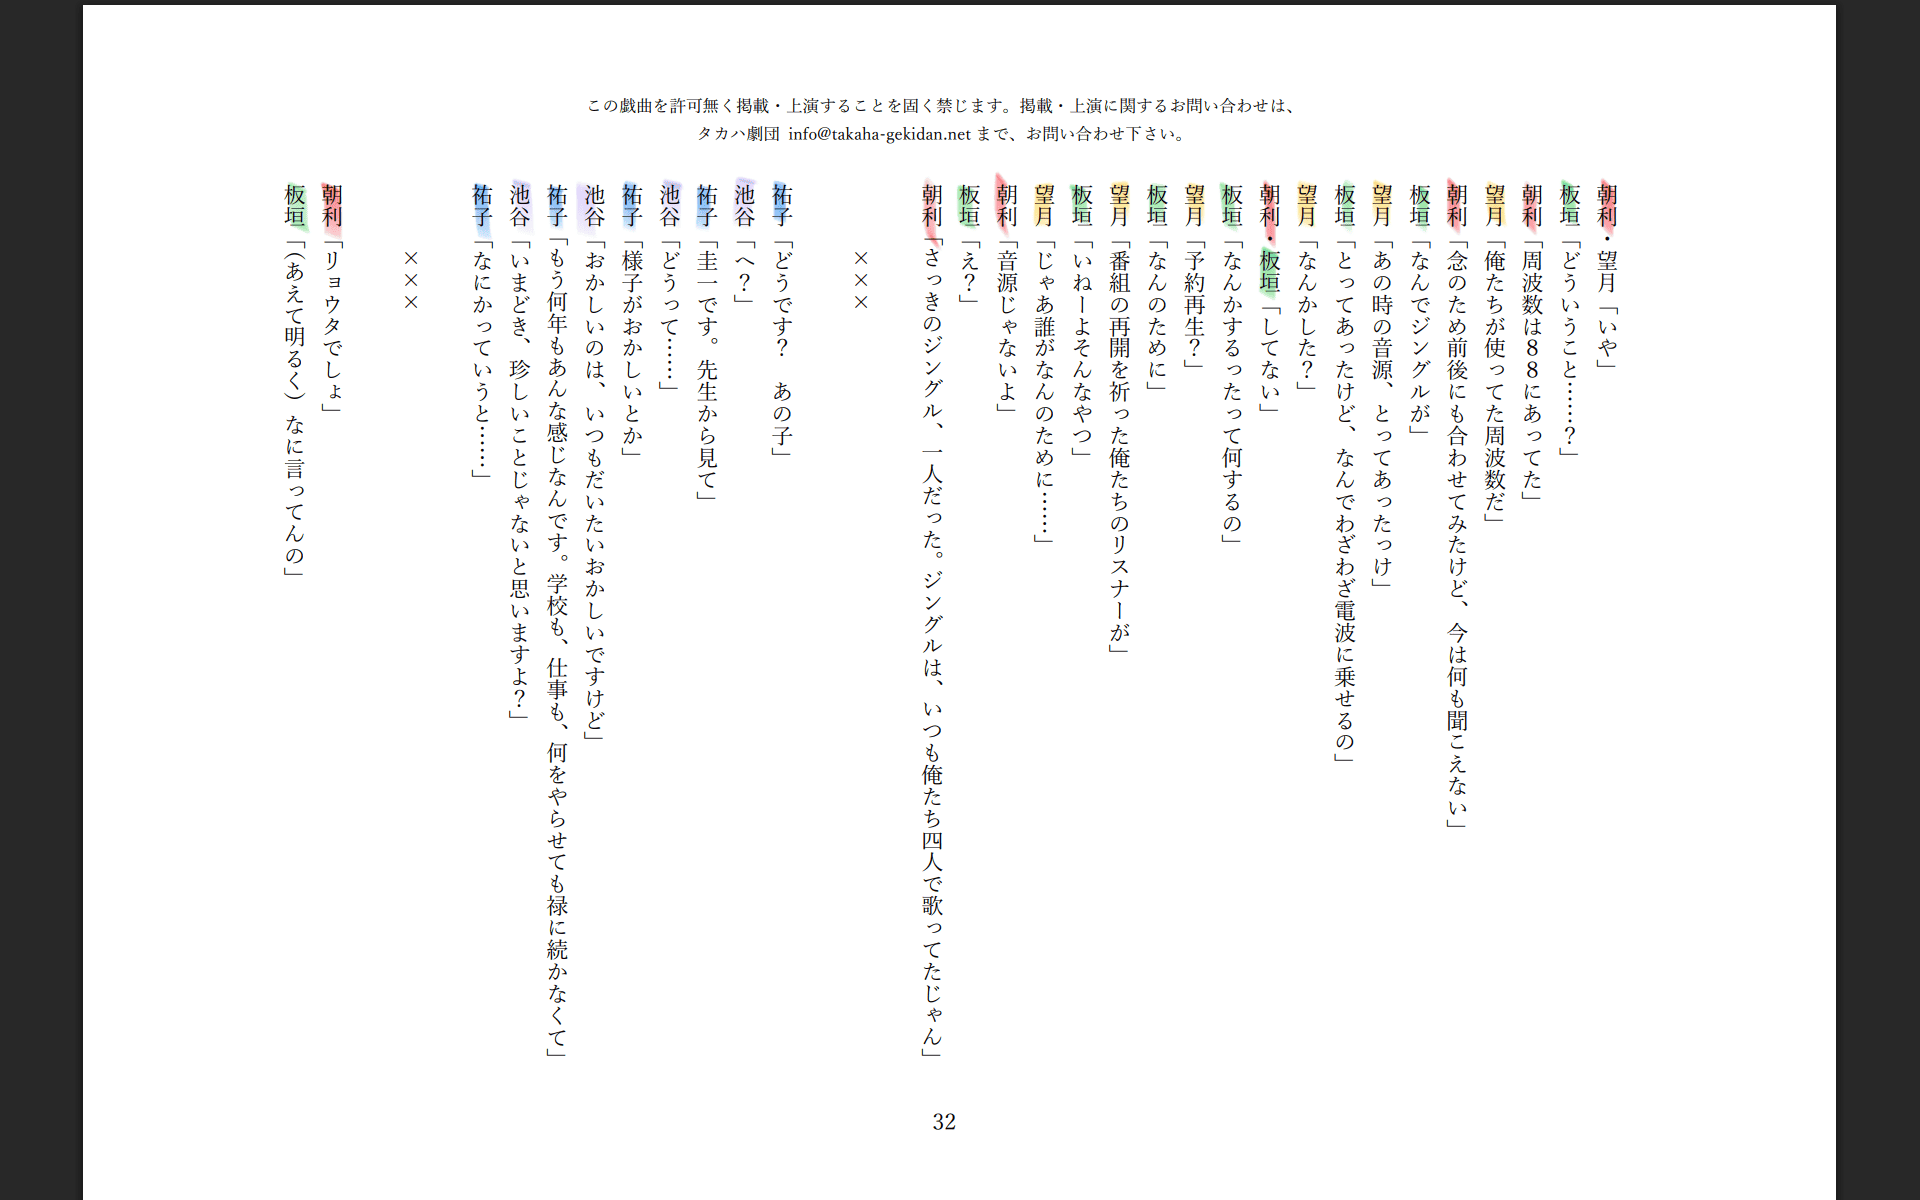 この戯曲を許可無く掲載・上演することを固く禁じます。掲載・上演に関するお問い合わせは、
タカハ劇団 info@takaha-gekidan.net まで、お問い合わせ下さい。
朝利・望月「いや」
板垣「どういうこと……？」
朝利「周波数は８８にあってた」
望月「俺たちが使ってた周波数だ」
朝利「念のため前後にも合わせてみたけど、今は何も聞こえない」
板垣「なんでジングルが」
望月「あの時の音源、とってあったっけ」
板垣「とってあったけど、なんでわざわざ電波に乗せるの」
望月「なんかした？」
朝利・板垣「してない」
板垣「なんかするったって何するの」
望月「予約再生？」
板垣「なんのために」
望月「番組の再開を祈った俺たちのリスナーが」
板垣「いねーよそんなやつ」
望月「じゃあ誰がなんのために……」
朝利「音源じゃないよ」
板垣「え？」
朝利「さっきのジングル、一人だった。ジングルは、いつも俺たち四人で歌ってたじゃん」
×××
祐子「どうです？　あの子」
池谷「へ？」
祐子「圭一です。先生から見て」
池谷「どうって……」
祐子「様子がおかしいとか」
池谷「おかしいのは、いつもだいたいおかしいですけど」
祐子「もう何年もあんな感じなんです。学校も、仕事も、何をやらせても禄に続かなくて」
池谷「いまどき、珍しいことじゃないと思いますよ？」
祐子「なにかっていうと……」
×××
朝利「リョウタでしょ」
板垣「（あえて明るく）なに言ってんの」
32